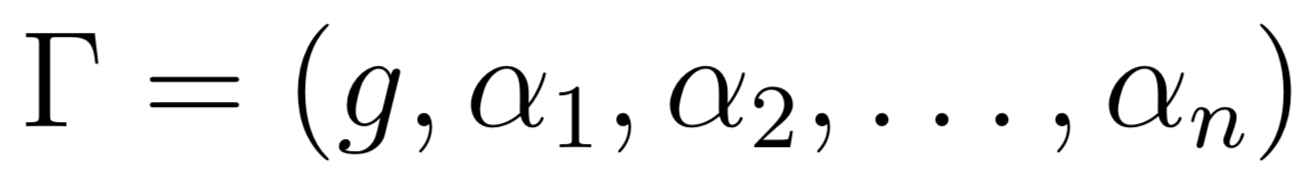 Γ = (g, α₁, α₂, . . . , αₙ)